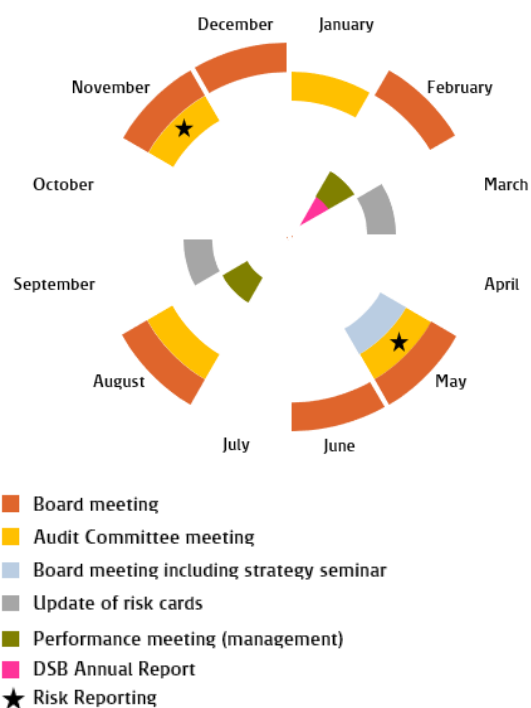 December
January
November
February
October
March
September
April
August
May
July
June
Board meeting
Audit Committee meeting
Board meeting including strategy seminar
Update of risk cards
Performance meeting (management)
DSB Annual Report
Risk Reporting